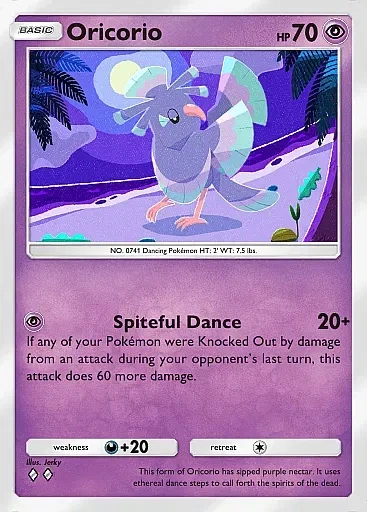 BASIC Oricorio HP 70
NO. 0741 Dancing Pokémon HT: 2' WT: 7.5 lbs.
Spiteful Dance 20+
If any of your Pokémon were Knocked Out by damage
from an attack during your opponent's last turn, this
attack does 60 more damage.
weakness +20 retreat
Illus. Jerky
This form of Oricorio has sipped purple nectar. It uses
ethereal dance steps to call forth the spirits of the dead.